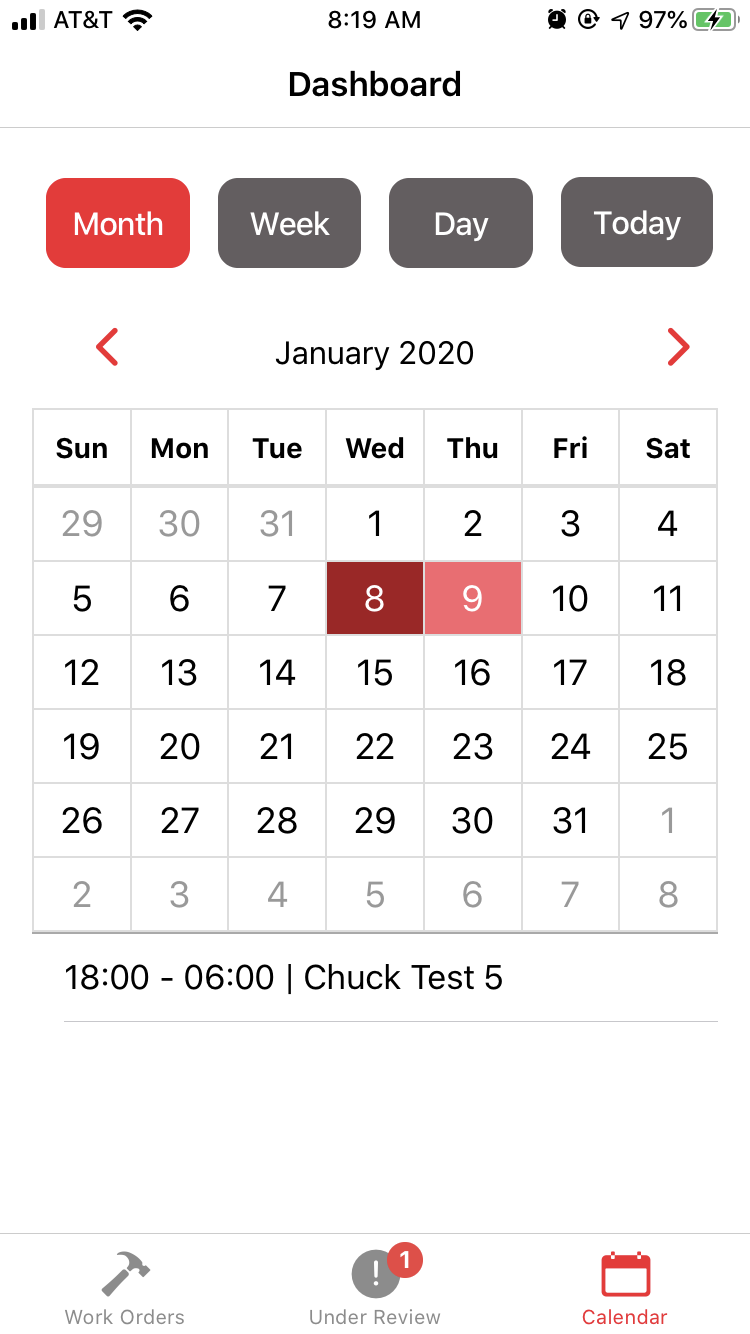 AT&T 8:19 AM 97%
Dashboard
Month Week Day Today
January 2020
Sun Mon Tue Wed Thu Fri Sat
29 30 31 1 2 3 4
5 6 7 8 9 10 11
12 13 14 15 16 17 18
19 20 21 22 23 24 25
26 27 28 29 30 31 1
2 3 4 5 6 7 8
18:00 - 06:00 | Chuck Test 5
! 1
Work Orders Under Review Calendar